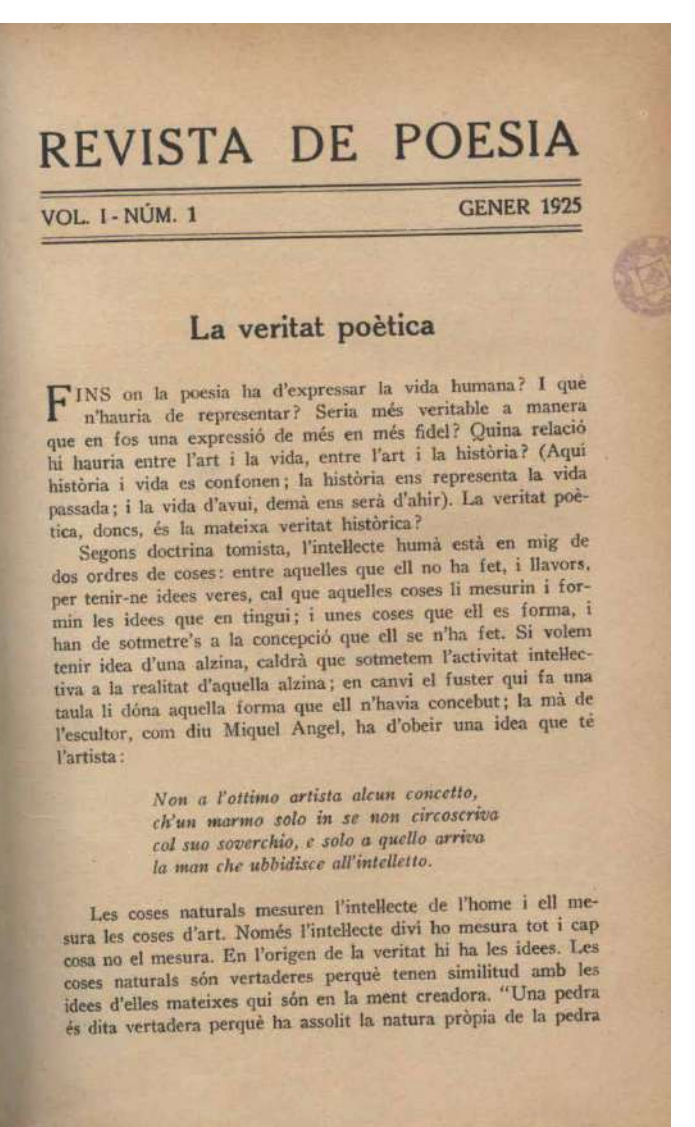 REVISTA DE POESIA
VOL. I - NÚM. 1 GENER 1925
La veritat poètica
FINS on la poesia ha d'expressar la vida humana? I què
n'hauria de representar? Seria més veritable a manera
que en fos una expressió de més en més fidel? Quina relació
hi hauria entre l'art i la vida, entre l'art i la història? (Aquí
història i vida es confonen; la història ens representa la vida
passada; i la vida d'avui, demà ens serà d'ahir). La veritat poè-
tica, doncs, és la mateixa veritat històrica?
Segons doctrina tomista, l'intel·lecte humà està en mig de
dos ordres de coses: entre aquelles que ell no ha fet, i llavors,
per tenir-ne idees veres, cal que aquelles coses li mesurin i for-
min les idees que en tingui; i unes coses que ell es forma, i
han de sotmetre's a la concepció que ell se n'ha fet. Si volem
tenir idea d'una alzina, caldrà que sotmetem l'activitat intel·lec-
tiva a la realitat d'aquella alzina; en canvi el fuster qui fa una
taula li dóna aquella forma que ell n'havia concebut; la mà de
l'escultor, com diu Miquel Angel, ha d'obeir una idea que té
l'artista:
Non a l'ottimo artista alcun concetto,
ch'un marmo solo in se non circoscriva
col suo soverchio, e solo a quello arriva
la man che ubbidisce all'intelletto.
Les coses naturals mesuren l'intel·lecte de l'home i ell me-
sura les coses d'art. Només l'intel·lecte diví ho mesura tot i cap
cosa no el mesura. En l'origen de la veritat hi ha les idees. Les
coses naturals són vertaderes perquè tenen similitud amb les
idees d'elles mateixes qui són en la ment creadora. "Una pedra
és dita vertadera perquè ha assolit la natura pròpia de la pedra